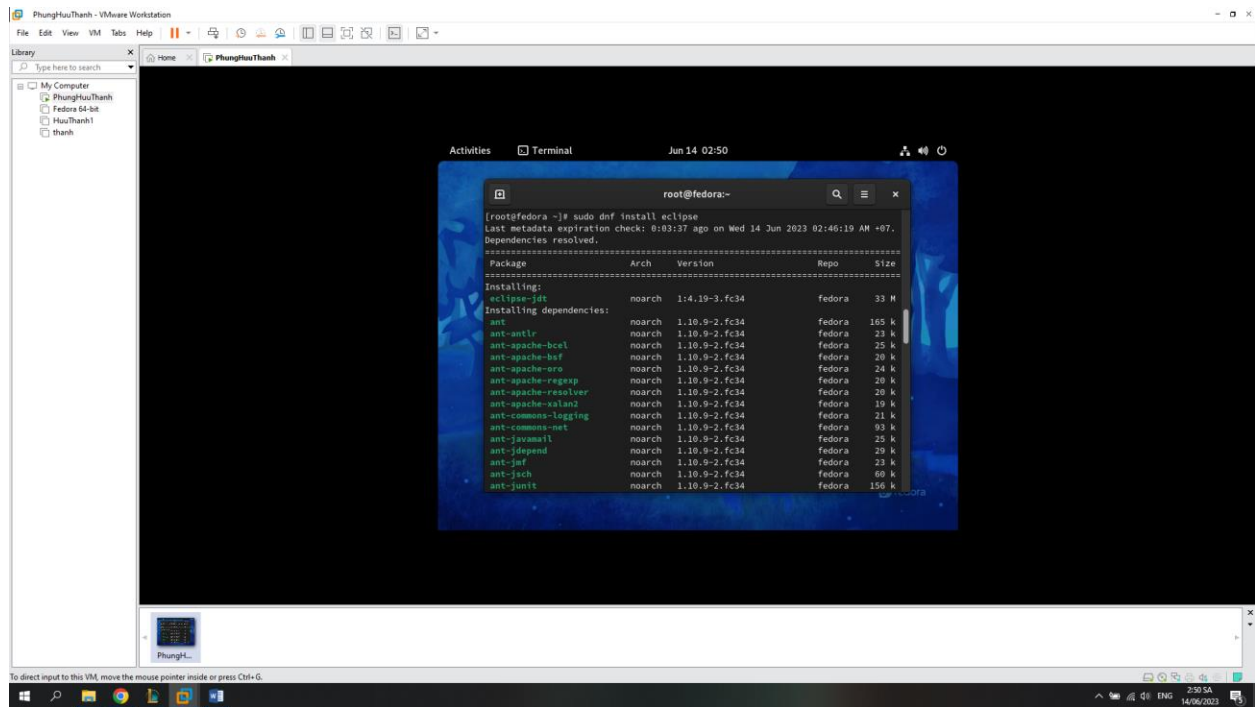 PhungHuuThanh - VMware Workstation
File Edit View VM Tabs Help
Library
Type here to search
My Computer
PhungHuuThanh
Fedora 64-bit
HuuThanh1
thanh
Home
PhungHuuThanh
Activities Terminal Jun 14 02:50
root@fedora:~
[root@fedora ~]# sudo dnf install eclipse
Last metadata expiration check: 0:03:37 ago on Wed 14 Jun 2023 02:46:19 AM +07.
Dependencies resolved.
================================================================================
Package Arch Version Repo Size
================================================================================
Installing:
eclipse-jdt noarch 1:4.19-3.fc34 fedora 33 M
Installing dependencies:
ant noarch 1.10.9-2.fc34 fedora 165 k
ant-antlr noarch 1.10.9-2.fc34 fedora 23 k
ant-apache-bcel noarch 1.10.9-2.fc34 fedora 25 k
ant-apache-bsf noarch 1.10.9-2.fc34 fedora 20 k
ant-apache-oro noarch 1.10.9-2.fc34 fedora 24 k
ant-apache-regexp noarch 1.10.9-2.fc34 fedora 20 k
ant-apache-resolver noarch 1.10.9-2.fc34 fedora 20 k
ant-apache-xalan2 noarch 1.10.9-2.fc34 fedora 19 k
ant-commons-logging noarch 1.10.9-2.fc34 fedora 21 k
ant-commons-net noarch 1.10.9-2.fc34 fedora 93 k
ant-javamail noarch 1.10.9-2.fc34 fedora 25 k
ant-jdepend noarch 1.10.9-2.fc34 fedora 29 k
ant-jmf noarch 1.10.9-2.fc34 fedora 23 k
ant-jsch noarch 1.10.9-2.fc34 fedora 60 k
ant-junit noarch 1.10.9-2.fc34 fedora 156 k
fedora
PhungH...
To direct input to this VM, move the mouse pointer inside or press Ctrl+G.
ENG
2:50 SA
14/06/2023